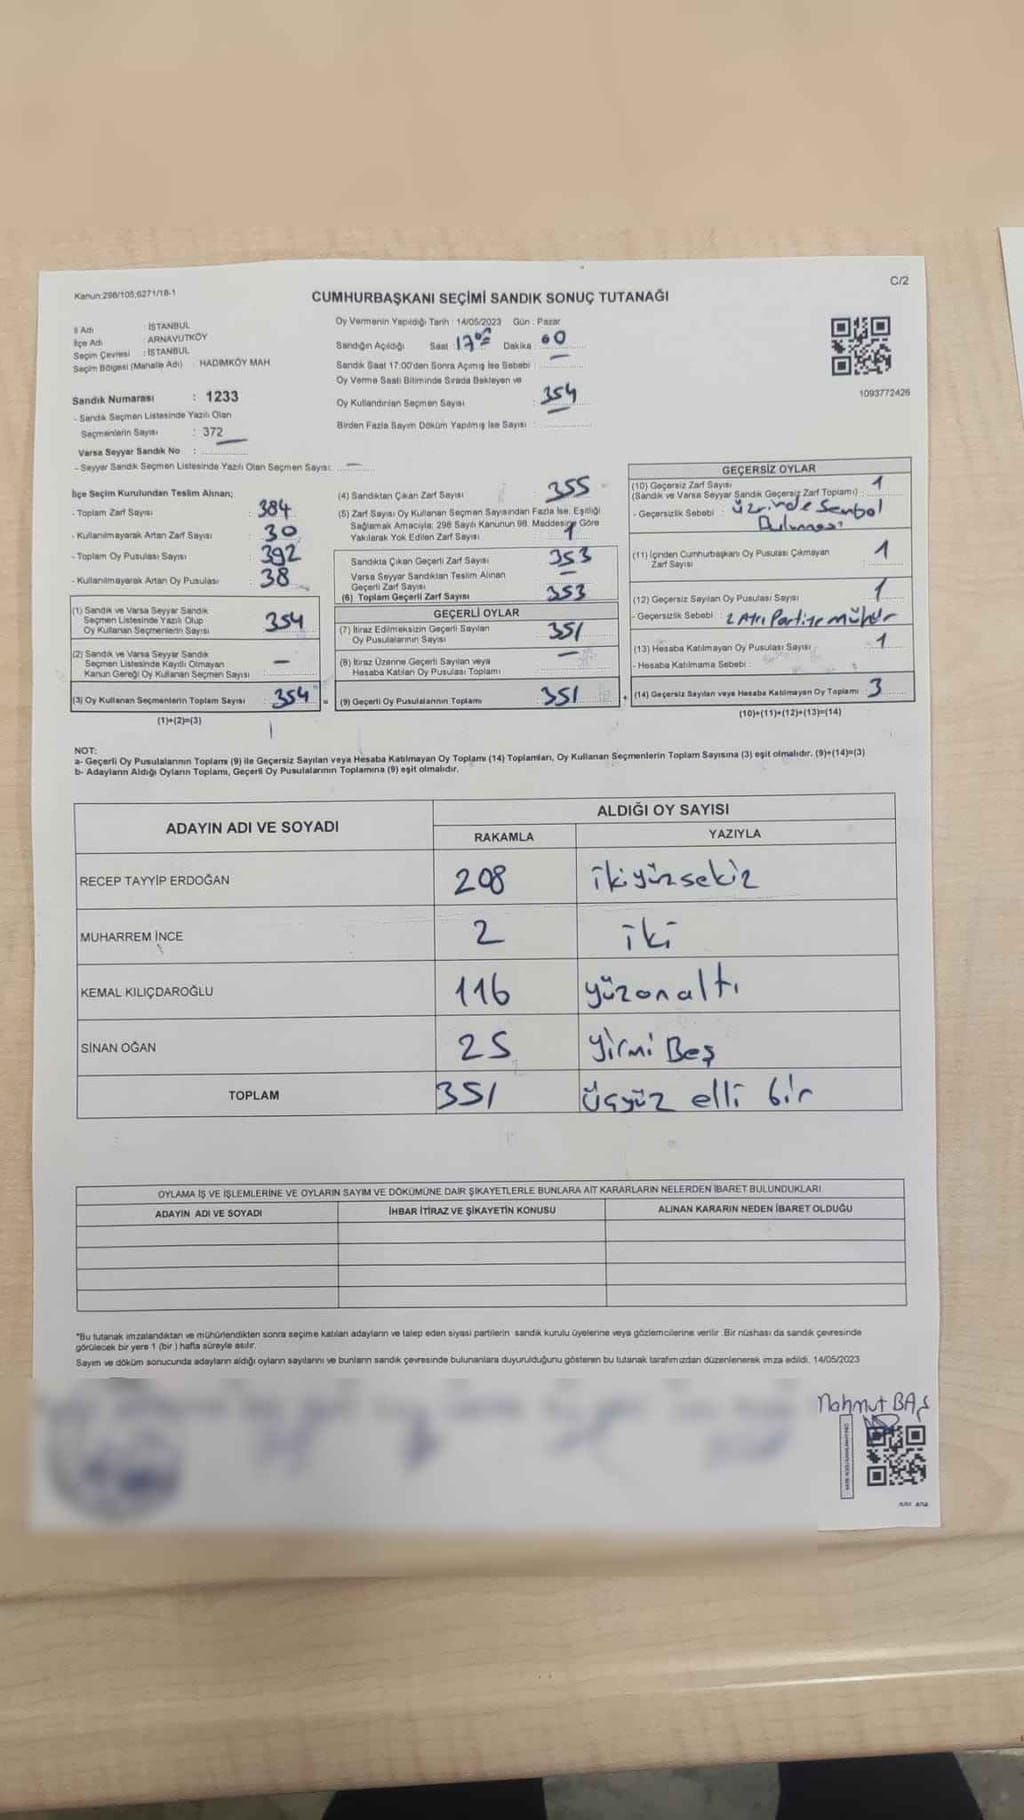 Kanun:298/105;6271/18-1
C/2
CUMHURBAŞKANI SEÇİMİ SANDIK SONUÇ TUTANAĞI
İl Adı : İSTANBUL
İlçe Adı : ARNAVUTKÖY
Seçim Çevresi : İSTANBUL
Seçim Bölgesi (Mahalle Adı) : HADIMKÖY MAH
Sandık Numarası : 1233
- Sandık Seçmen Listesinde Yazılı Olan
Seçmenlerin Sayısı : 372
Varsa Seyyar Sandık No :
- Seyyar Sandık Seçmen Listesinde Yazılı Olan Seçmen Sayısı: —
Oy Vermenin Yapıldığı Tarih : 14/05/2023 Gün : Pazar
Sandığın Açıldığı Saat : 17 00 Dakika : 00
Sandık Saat 17:00'den Sonra Açımış İse Sebebi :
Oy Verme Saati Bitiminde Sırada Bekleyen ve
Oy Kullandırılan Seçmen Sayısı : 354
Birden Fazla Sayım Döküm Yapılmış İse Sayısı :
1093772426
İlçe Seçim Kurulundan Teslim Alınan;
- Toplam Zarf Sayısı : 384
- Kullanılmayarak Artan Zarf Sayısı : 30
- Toplam Oy Pusulası Sayısı : 392
- Kullanılmayarak Artan Oy Pusulası : 38
(1) Sandık ve Varsa Seyyar Sandık
Seçmen Listesinde Yazılı Olup
Oy Kullanan Seçmenlerin Sayısı : 354
(2) Sandık ve Varsa Seyyar Sandık
Seçmen Listesinde Kayıtlı Olmayan
Kanun Gereği Oy Kullanan Seçmen Sayısı : —
(3) Oy Kullanan Seçmenlerin Toplam Sayısı : 354 =
(1)+(2)=(3)
(4) Sandıktan Çıkan Zarf Sayısı : 355
(5) Zarf Sayısı Oy Kullanan Seçmen Sayısından Fazla İse, Eşitliği
Sağlamak Amacıyla; 298 Sayılı Kanunun 98. Maddesine Göre
Yakılarak Yok Edilen Zarf Sayısı : 1
Sandıkta Çıkan Geçerli Zarf Sayısı : 353
Varsa Seyyar Sandıktan Teslim Alınan
Geçerli Zarf Sayısı : —
(6) Toplam Geçerli Zarf Sayısı : 353
GEÇERLİ OYLAR
(7) İtiraz Edilmeksizin Geçerli Sayılan
Oy Pusulalarının Sayısı : 351
(8) İtiraz Üzerine Geçerli Sayılan veya
Hesaba Katılan Oy Pusulası Toplamı : —
(9) Geçerli Oy Pusulalarının Toplamı : 351 +
GEÇERSİZ OYLAR
(10) Geçersiz Zarf Sayısı
(Sandık ve Varsa Seyyar Sandık Geçersiz Zarf Toplamı) : 1
- Geçersizlik Sebebi : üzrinde Sembol
Bulunması
(11) İçinden Cumhurbaşkanı Oy Pusulası Çıkmayan
Zarf Sayısı : 1
(12) Geçersiz Sayılan Oy Pusulası Sayısı : 1
- Geçersizlik Sebebi : 2 Ayrı Partiye mühür
(13) Hesaba Katılmayan Oy Pusulası Sayısı : 1
- Hesaba Katılmama Sebebi :
(14) Geçersiz Sayılan veya Hesaba Katılmayan Oy Toplamı : 3
(10)+(11)+(12)+(13)=(14)
NOT:
a- Geçerli Oy Pusulalarının Toplamı (9) ile Geçersiz Sayılan veya Hesaba Katılmayan Oy Toplamı (14) Toplamları, Oy Kullanan Seçmenlerin Toplam Sayısına (3) eşit olmalıdır. (9)+(14)=(3)
b- Adayların Aldığı Oyların Toplamı, Geçerli Oy Pusulalarının Toplamına (9) eşit olmalıdır.
ADAYIN ADI VE SOYADI
ALDIĞI OY SAYISI
RAKAMLA YAZIYLA
RECEP TAYYİP ERDOĞAN 208 ikiyüzsekiz
MUHARREM İNCE 2 iki
KEMAL KILIÇDAROĞLU 116 yüzonaltı
SİNAN OĞAN 25 yirmi Beş
TOPLAM 351 üçyüz elli bir
OYLAMA İŞ VE İŞLEMLERİNE VE OYLARIN SAYIM VE DÖKÜMÜNE DAİR ŞİKAYETLERLE BUNLARA AİT KARARLARIN NELERDEN İBARET BULUNDUKLARI
ADAYIN ADI VE SOYADI İHBAR İTİRAZ VE ŞİKAYETİN KONUSU ALINAN KARARIN NEDEN İBARET OLDUĞU
*Bu tutanak imzalandıktan ve mühürlendikten sonra seçime katılan adayların ve talep eden siyasi partilerin sandık kurulu üyelerine veya gözlemcilerine verilir .Bir nüshası da sandık çevresinde
görülecek bir yere 1 (bir ) hafta süreyle asılır.
Sayım ve döküm sonucunda adayların aldığı oyların sayılarını ve bunların sandık çevresinde bulunanlara duyurulduğunu gösteren bu tutanak tarafımızdan düzenlenerek imza edildi. 14/05/2023
Mahmut BAŞ